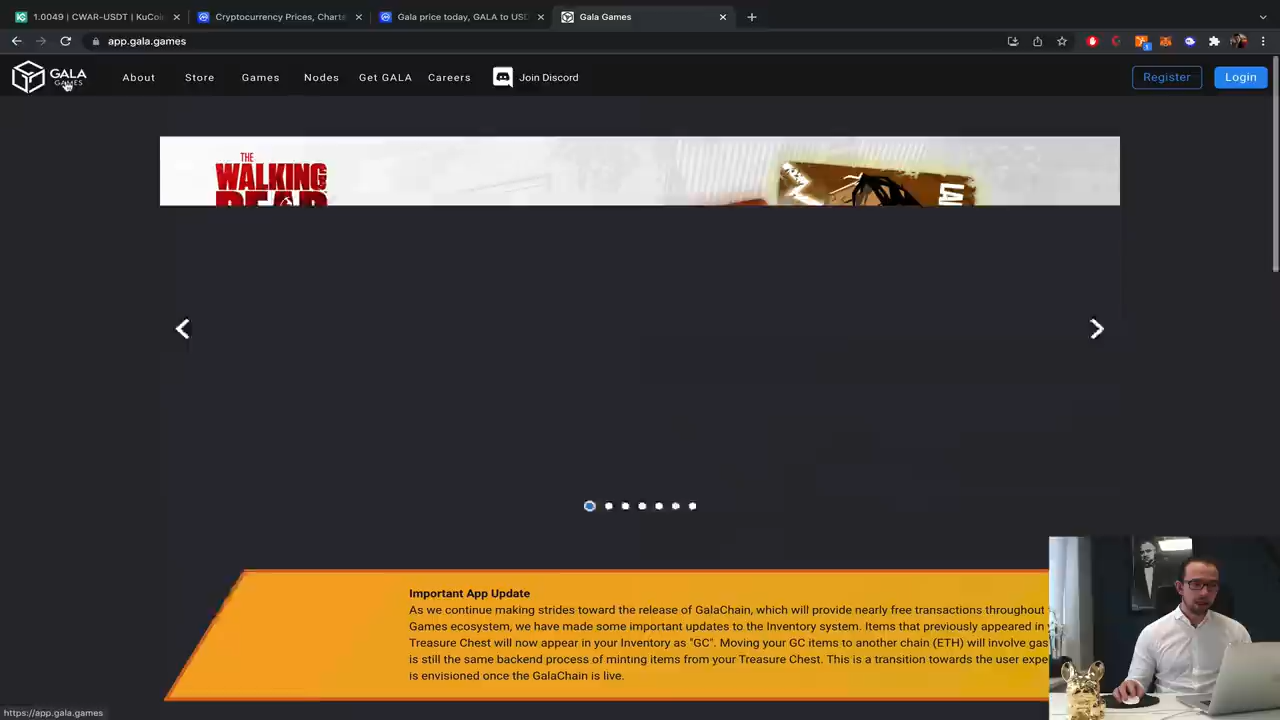 1.0049 | CWAR-USDT | KuCoin
Cryptocurrency Prices, Charts
Gala price today, GALA to USD
Gala Games
app.gala.games
GALA
GAMES
About
Store
Games
Nodes
Get GALA
Careers
Join Discord
Register
Login
THE
WALKING
DEAD
Important App Update
As we continue making strides toward the release of GalaChain, which will provide nearly free transactions throughout
Games ecosystem, we have made some important updates to the Inventory system. Items that previously appeared in
Treasure Chest will now appear in your Inventory as "GC". Moving your GC items to another chain (ETH) will involve gas
is still the same backend process of minting items from your Treasure Chest. This is a transition towards the user expe
is envisioned once the GalaChain is live.
https://app.gala.games